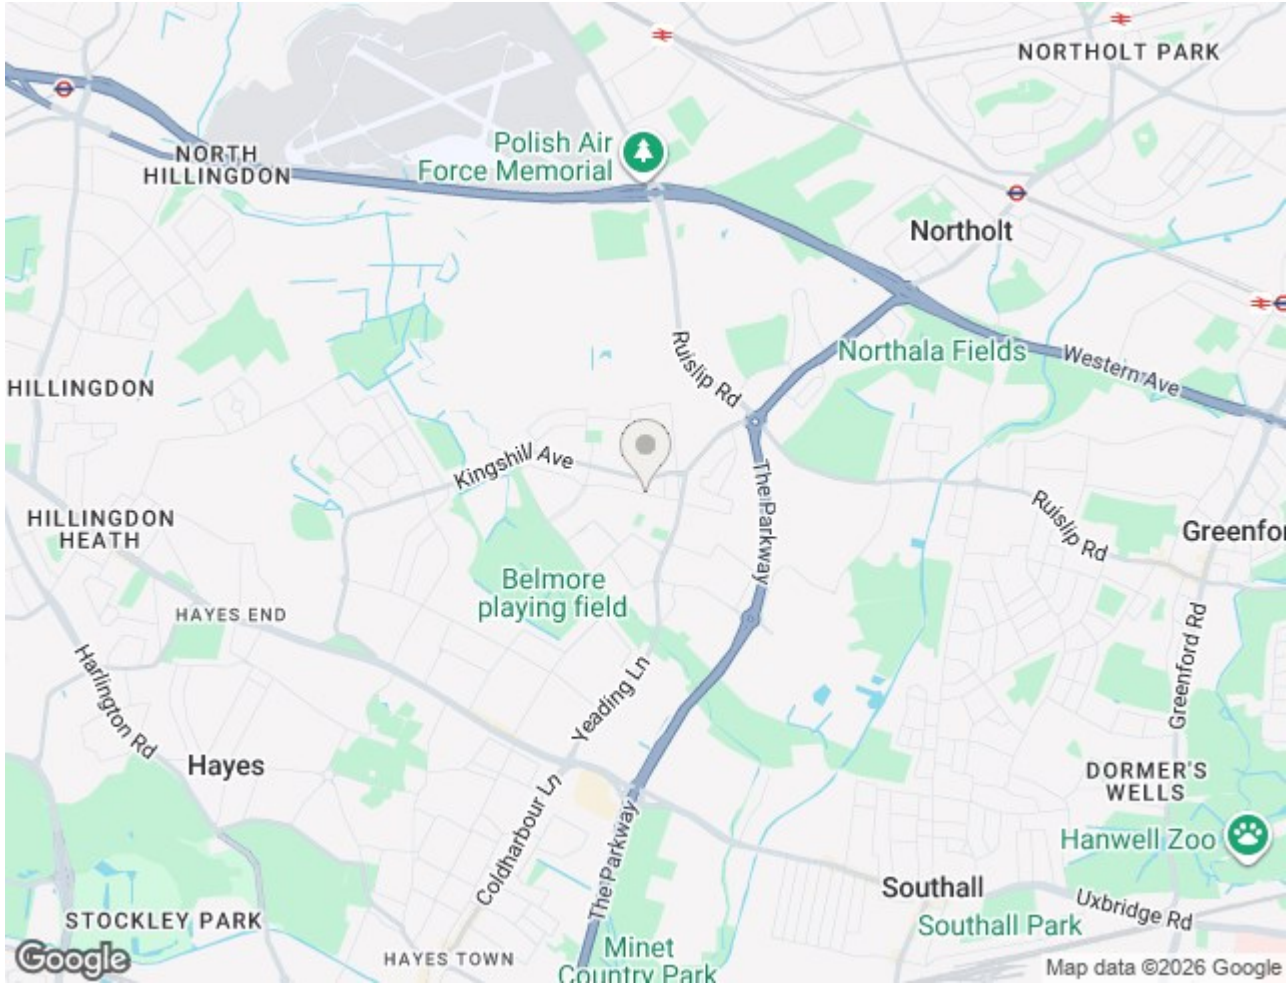 NORTHOLT PARK
Polish Air
Force Memorial
NORTH
HILLINGDON
Northolt
Ruislip Rd
Northala Fields
Western Ave
HILLINGDON
Kingshill Ave
The Parkway
Ruislip Rd
HILLINGDON
HEATH
Greenfor
Belmore
playing field
HAYES END
Harlington Rd
Yeading Ln
Greenford Rd
Hayes
DORMER'S
WELLS
Coldharbour Ln
The Parkway
Hanwell Zoo
Southall
Uxbridge Rd
STOCKLEY PARK
Southall Park
HAYES TOWN
Minet
Country Park
Google
Map data ©2026 Google